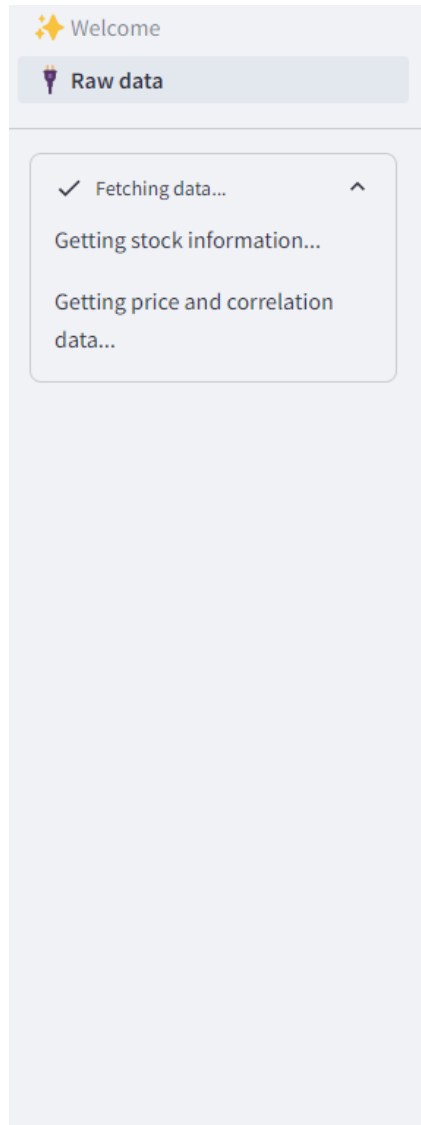 Welcome
Raw data
Fetching data...
Getting stock information...
Getting price and correlation
data...